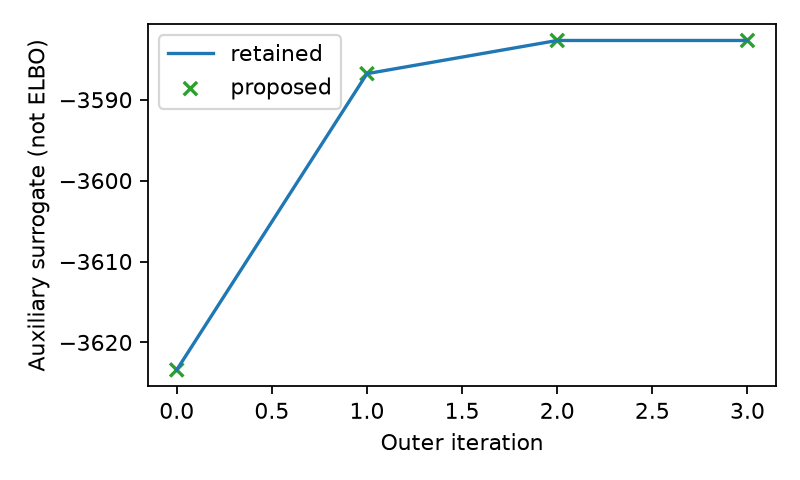 retained
proposed
Auxiliary surrogate (not ELBO)
−3590
−3600
−3610
−3620
0.0 0.5 1.0 1.5 2.0 2.5 3.0
Outer iteration